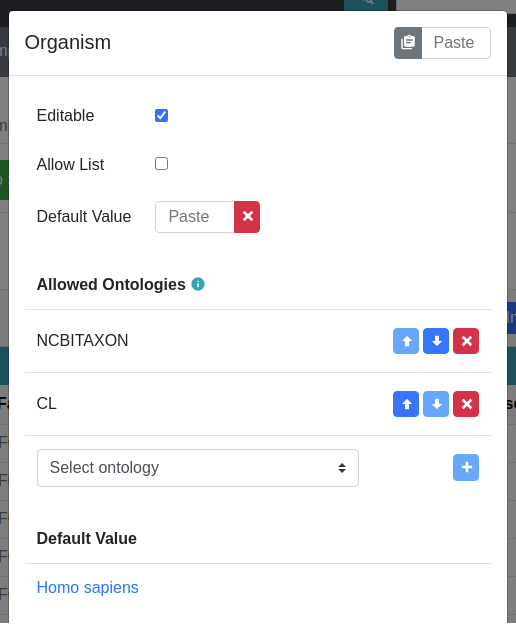 Organism
Paste
Editable
Allow List
Default Value
Paste
Allowed Ontologies
NCBITAXON
CL
Select ontology
Default Value
Homo sapiens